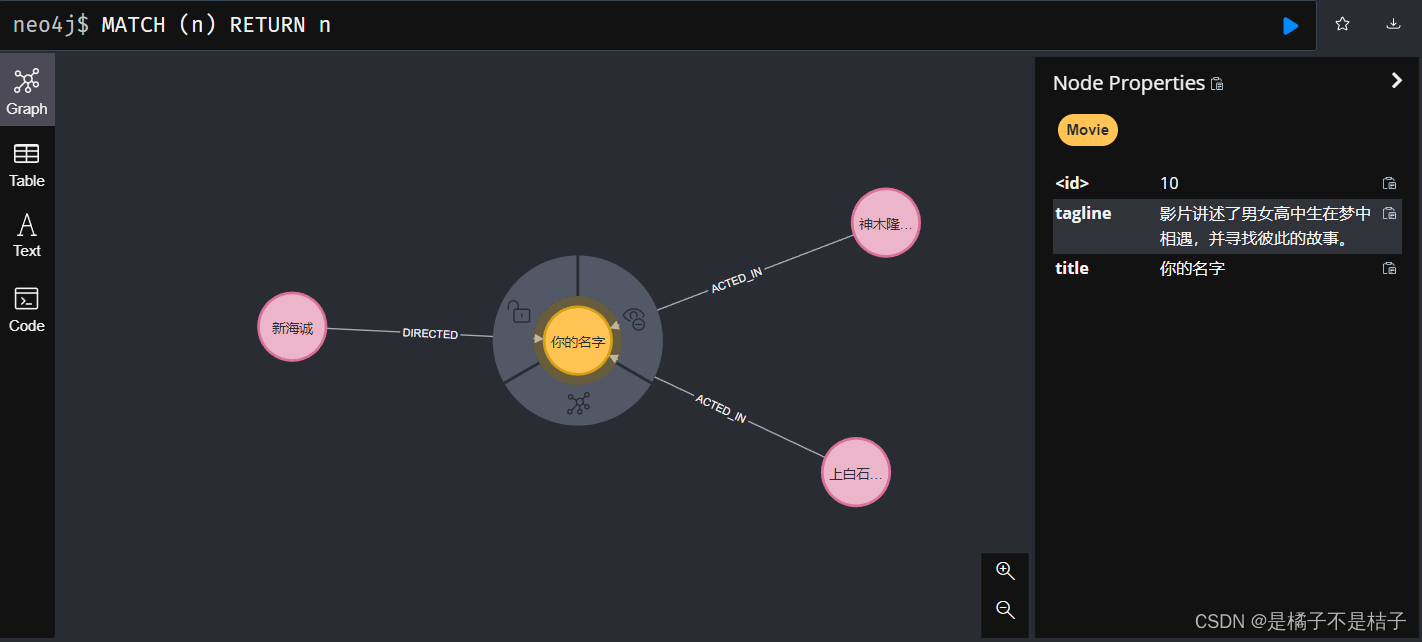 neo4j$ MATCH (n) RETURN n
Graph
Table
Text
Code
新海诚
DIRECTED
你的名字
ACTED_IN
神木隆...
ACTED_IN
上白石...
Node Properties
Movie
<id> 10
tagline 影片讲述了男女高中生在梦中
相遇，并寻找彼此的故事。
title 你的名字
CSDN @是橘子不是桔子